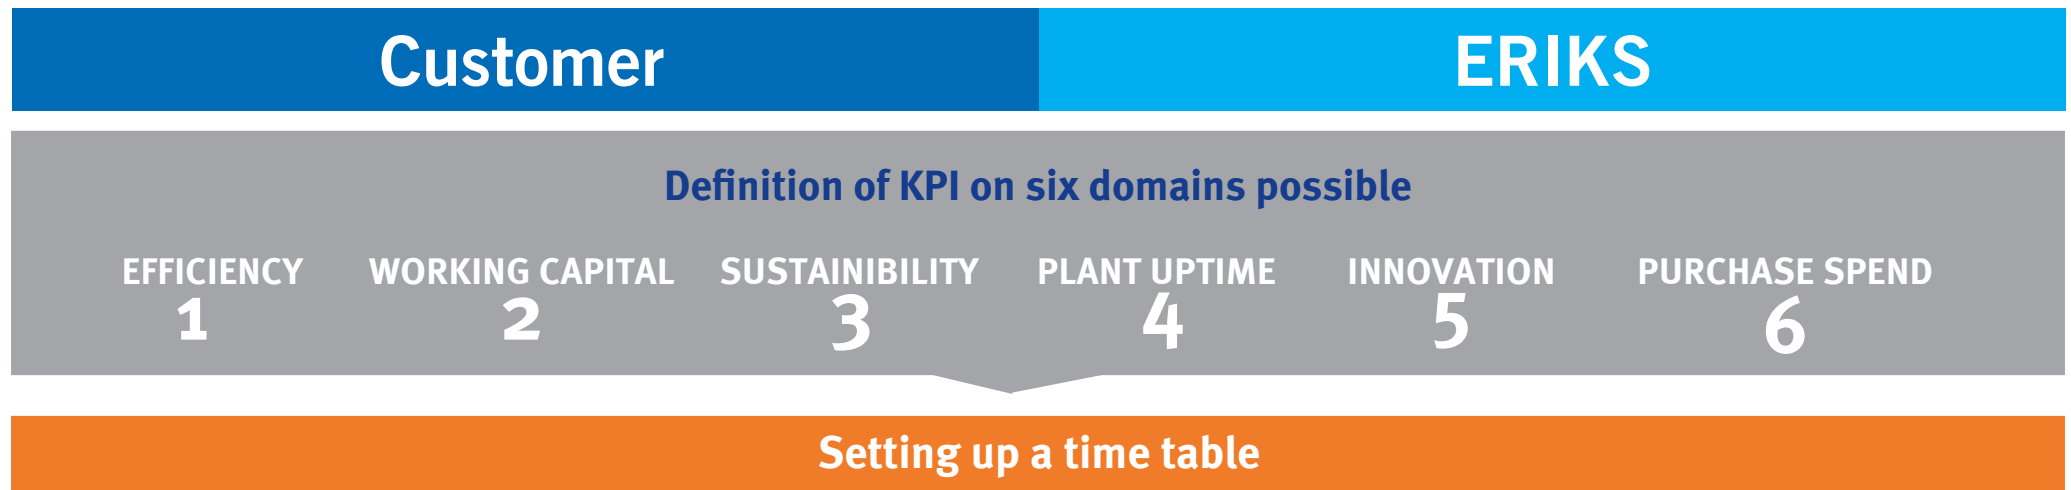 Customer ERIKS
Definition of KPI on six domains possible
EFFICIENCY WORKING CAPITAL SUSTAINIBILITY PLANT UPTIME INNOVATION PURCHASE SPEND
1 2 3 4 5 6
Setting up a time table